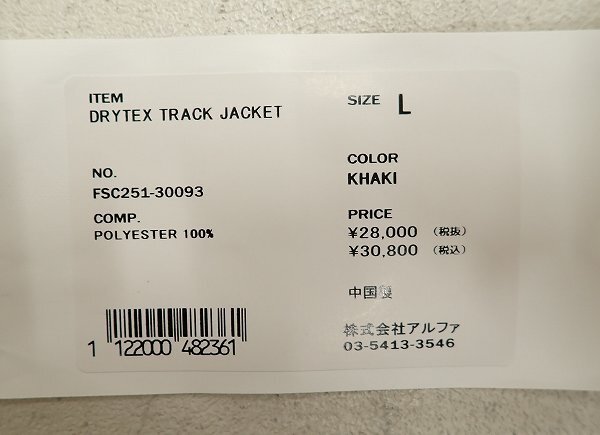 ITEM
DRYTEX TRACK JACKET
SIZE L
NO.
FSC251-30093
COMP.
POLYESTER 100%
COLOR
KHAKI
PRICE
¥28,000 (税抜)
¥30,800 (税込)
中国製
株式会社アルファ
03-5413-3546
1 122000 482361